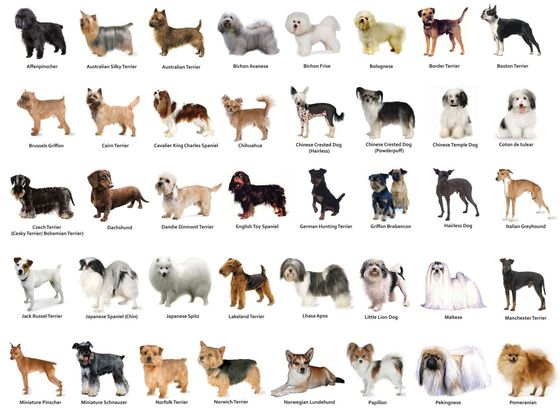 Affenpinscher
Australian Silky Terrier
Australian Terrier
Bichon Avanese
Bichon Frise
Bolognese
Border Terrier
Boston Terrier
Brussels Griffon
Cairn Terrier
Cavalier King Charles Spaniel
Chihuahua
Chinese Crested Dog
(Hairless)
Chinese Crested Dog
(Powderpuff)
Chinese Temple Dog
Coton de tulear
Czech Terrier
(Cesky Terrier/ Bohemian Terrier)
Dachshund
Dandie Dinmont Terrier
English Toy Spaniel
German Hunting Terrier
Griffon Brabancon
Hairless Dog
Italian Greyhound
Jack Russel Terrier
Japanese Spaniel (Chin)
Japanese Spitz
Lakeland Terrier
Lhasa Apso
Little Lion Dog
Maltese
Manchester Terrier
Miniature Pinscher
Miniature Schnauzer
Norfolk Terrier
Norwich Terrier
Norwegian Lundehund
Papillon
Pekingnese
Pomeranian